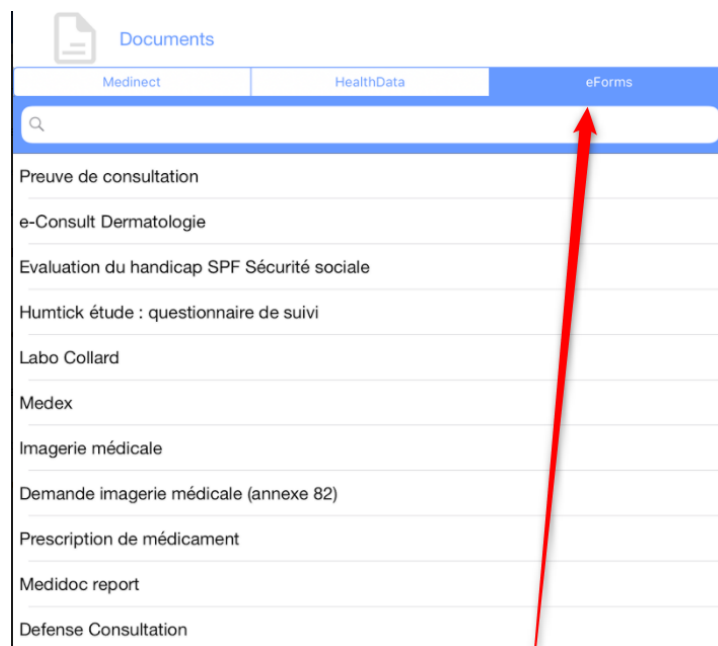 Documents
Medinect
HealthData
eForms
Preuve de consultation
e-Consult Dermatologie
Evaluation du handicap SPF Sécurité sociale
Humtick étude : questionnaire de suivi
Labo Collard
Medex
Imagerie médicale
Demande imagerie médicale (annexe 82)
Prescription de médicament
Medidoc report
Defense Consultation